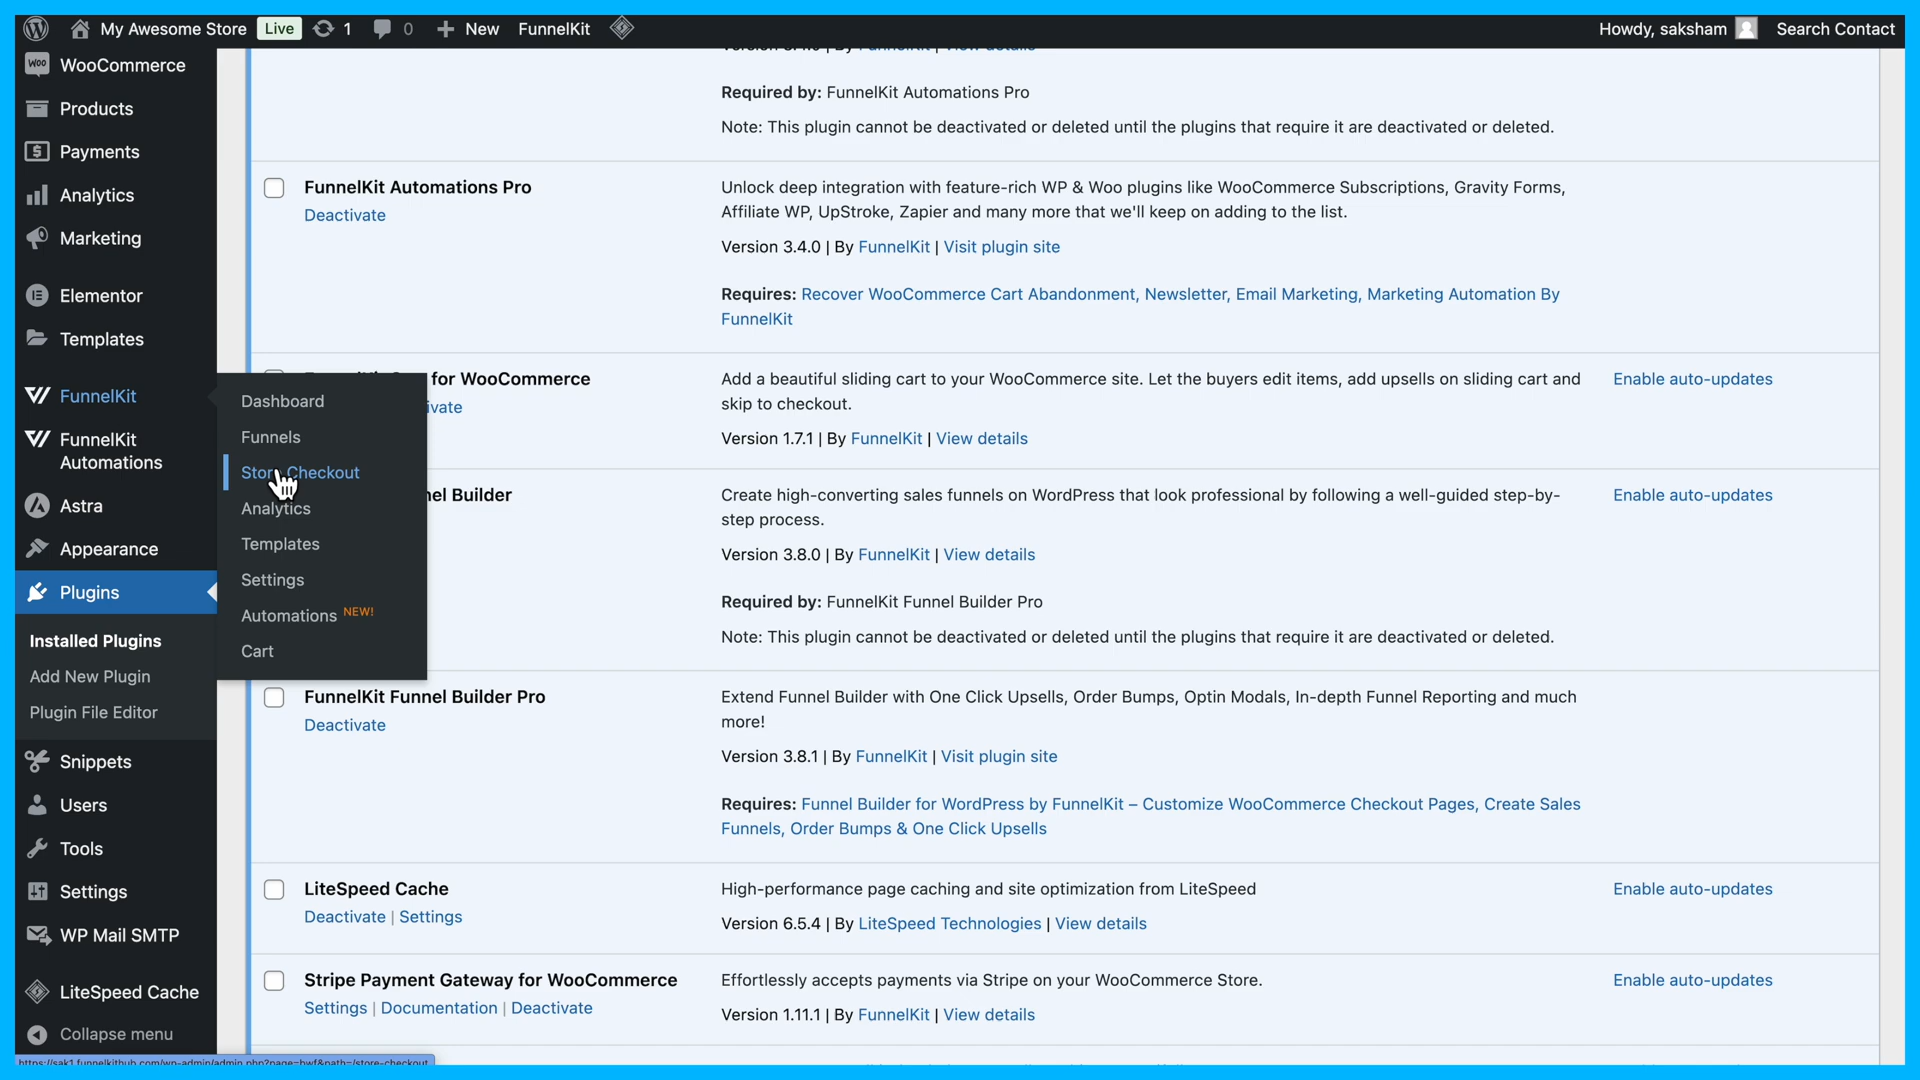 My Awesome Store Live 1 0 New FunnelKit Howdy, saksham Search Contact
WooCommerce
Products
Payments
Analytics
Marketing
Elementor
Templates
FunnelKit
FunnelKit
Automations
Astra
Appearance
Plugins
Installed Plugins
Add New Plugin
Plugin File Editor
Snippets
Users
Tools
Settings
WP Mail SMTP
LiteSpeed Cache
Collapse menu
https://sak1.funnelkithub.com/wp-admin/admin.php?page=bwf&path=/store-checkout
Dashboard
Funnels
Store Checkout
Analytics
Templates
Settings
Automations NEW!
Cart
Required by: FunnelKit Automations Pro
Note: This plugin cannot be deactivated or deleted until the plugins that require it are deactivated or deleted.
FunnelKit Automations Pro
Deactivate
Unlock deep integration with feature-rich WP & Woo plugins like WooCommerce Subscriptions, Gravity Forms,
Affiliate WP, UpStroke, Zapier and many more that we'll keep on adding to the list.
Version 3.4.0 | By FunnelKit | Visit plugin site
Requires: Recover WooCommerce Cart Abandonment, Newsletter, Email Marketing, Marketing Automation By
FunnelKit
for WooCommerce
ivate
Add a beautiful sliding cart to your WooCommerce site. Let the buyers edit items, add upsells on sliding cart and
skip to checkout.
Version 1.7.1 | By FunnelKit | View details
Enable auto-updates
nel Builder
Create high-converting sales funnels on WordPress that look professional by following a well-guided step-by-
step process.
Version 3.8.0 | By FunnelKit | View details
Required by: FunnelKit Funnel Builder Pro
Note: This plugin cannot be deactivated or deleted until the plugins that require it are deactivated or deleted.
Enable auto-updates
FunnelKit Funnel Builder Pro
Deactivate
Extend Funnel Builder with One Click Upsells, Order Bumps, Optin Modals, In-depth Funnel Reporting and much
more!
Version 3.8.1 | By FunnelKit | Visit plugin site
Requires: Funnel Builder for WordPress by FunnelKit – Customize WooCommerce Checkout Pages, Create Sales
Funnels, Order Bumps & One Click Upsells
LiteSpeed Cache
Deactivate | Settings
High-performance page caching and site optimization from LiteSpeed
Version 6.5.4 | By LiteSpeed Technologies | View details
Enable auto-updates
Stripe Payment Gateway for WooCommerce
Settings | Documentation | Deactivate
Effortlessly accepts payments via Stripe on your WooCommerce Store.
Version 1.11.1 | By FunnelKit | View details
Enable auto-updates